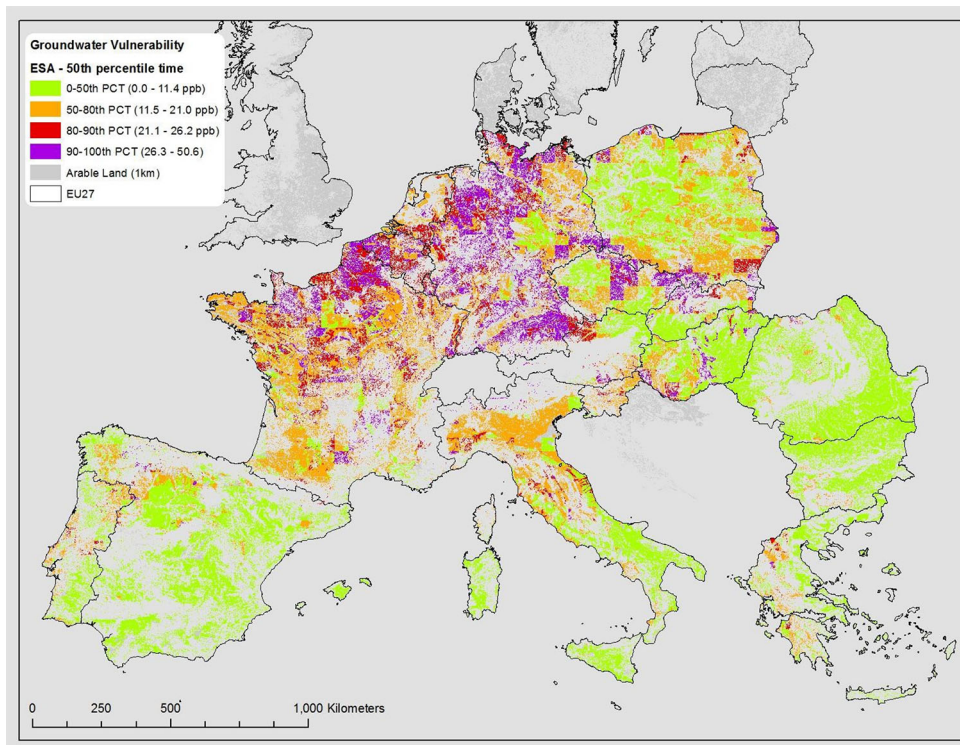 Groundwater Vulnerability
ESA - 50th percentile time
0-50th PCT (0.0 - 11.4 ppb)
50-80th PCT (11.5 - 21.0 ppb)
80-90th PCT (21.1 - 26.2 ppb)
90-100th PCT (26.3 - 50.6)
Arable Land (1km)
EU27
0 250 500 1,000 Kilometers